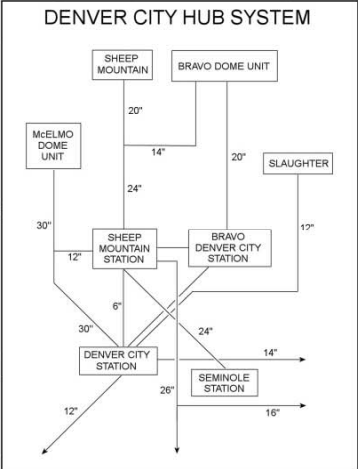 DENVER CITY HUB SYSTEM
SHEEP
MOUNTAIN
BRAVO DOME UNIT
20"
McELMO
DOME
UNIT
14"
20"
SLAUGHTER
24"
30"
12"
SHEEP
MOUNTAIN
STATION
BRAVO
DENVER CITY
STATION
12"
6"
30"
24"
DENVER CITY
STATION
14"
SEMINOLE
STATION
26"
12"
16"